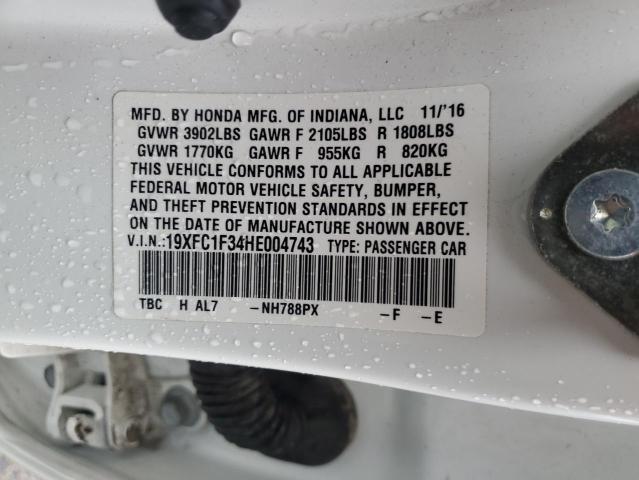 MFD. BY HONDA MFG. OF INDIANA, LLC 11/'16
GVWR 3902LBS GAWR F 2105LBS R 1808LBS
GVWR 1770KG GAWR F 955KG R 820KG
THIS VEHICLE CONFORMS TO ALL APPLICABLE
FEDERAL MOTOR VEHICLE SAFETY, BUMPER,
AND THEFT PREVENTION STANDARDS IN EFFECT
ON THE DATE OF MANUFACTURE SHOWN ABOVE.
V.I.N.:19XFC1F34HE004743 TYPE: PASSENGER CAR
TBC H AL7 -NH788PX -F -E